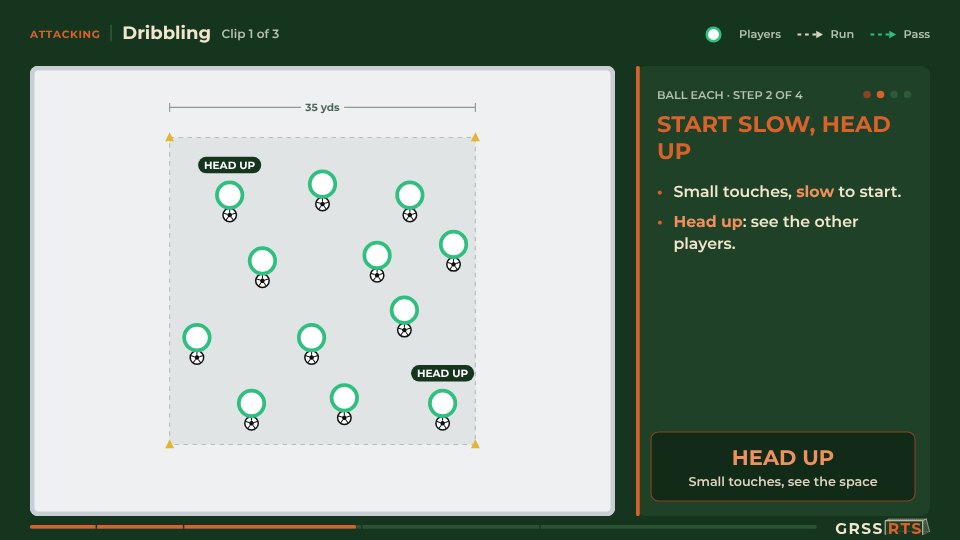 ATTACKING Dribbling Clip 1 of 3
Players Run Pass
35 yds
HEAD UP
HEAD UP
BALL EACH · STEP 2 OF 4
START SLOW, HEAD
UP
• Small touches, slow to start.
• Head up: see the other
players.
HEAD UP
Small touches, see the space
GRSSRTS